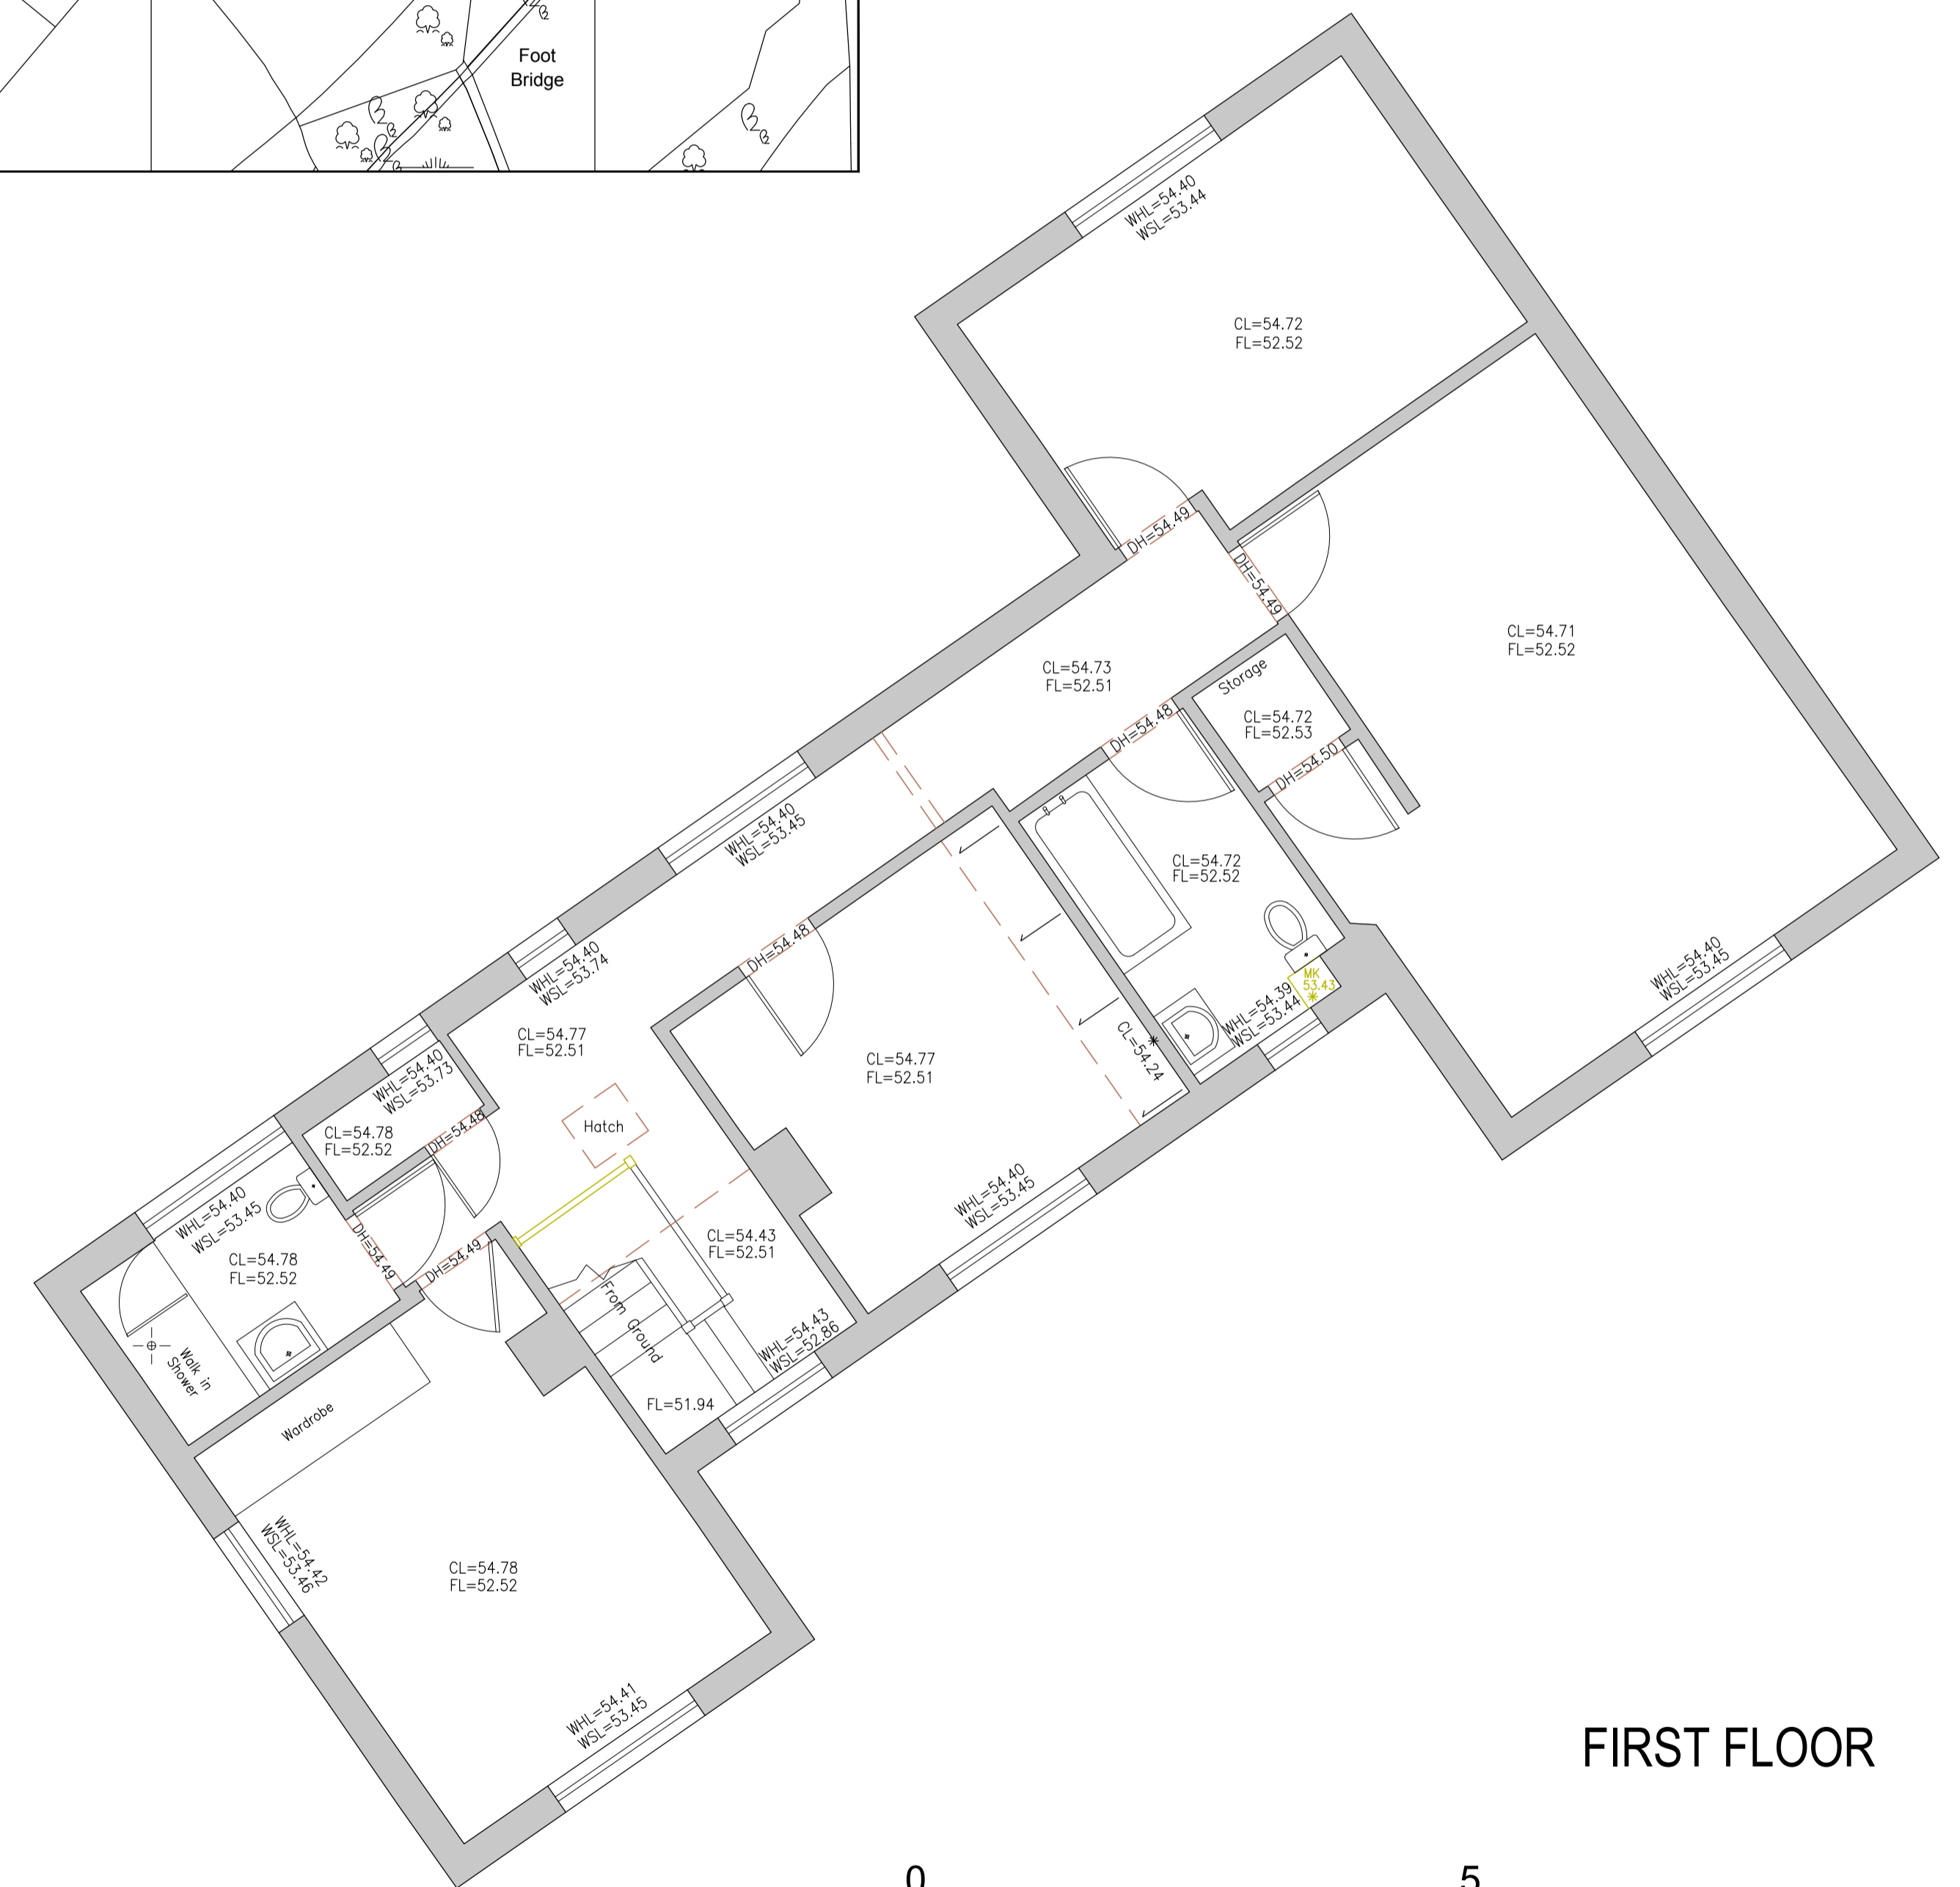 Foot
Bridge
WHL=54.40
WSL=53.44
CL=54.72
FL=52.52
DH=54.49
DH=54.49
CL=54.71
FL=52.52
CL=54.73
FL=52.51
Storage
CL=54.72
FL=52.53
DH=54.48
DH=54.50
WHL=54.40
WSL=53.45
CL=54.72
FL=52.52
DH=54.48
WHL=54.40
WSL=53.74
WHL=54.40
WSL=53.45
MK
53.43
WHL=54.39
WSL=53.44
CL=54.77
FL=52.51
CL=54.77
FL=52.51
CL=54.24
WHL=54.40
WSL=53.73
Hatch
CL=54.78
FL=52.52
DH=54.48
WHL=54.40
WSL=53.45
WHL=54.40
WSL=53.45
CL=54.43
FL=52.51
DH=54.49
DH=54.49
CL=54.78
FL=52.52
From Ground
WHL=54.43
WSL=52.86
Walk in
Shower
FL=51.94
Wardrobe
WHL=54.42
WSL=53.46
CL=54.78
FL=52.52
WHL=54.41
WSL=53.45
FIRST FLOOR
0
5